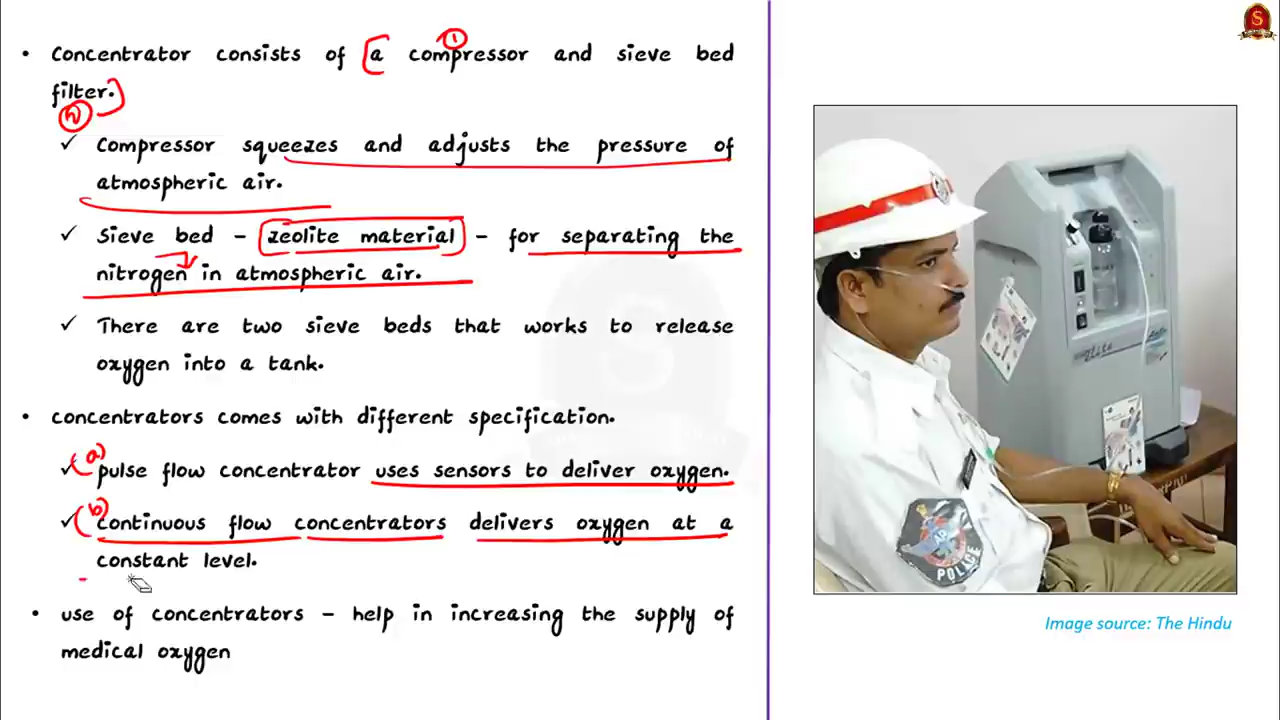 • Concentrator consists of a compressor and sieve bed
filter.
✓ Compressor squeezes and adjusts the pressure of
atmospheric air.
✓ Sieve bed – zeolite material – for separating the
nitrogen in atmospheric air.
✓ There are two sieve beds that works to release
oxygen into a tank.
• Concentrators comes with different specification.
✓ a) pulse flow concentrator uses sensors to deliver oxygen.
✓ b) continuous flow concentrators delivers oxygen at a
constant level.
• use of concentrators – help in increasing the supply of
medical oxygen
1
S
S
AP
POLICE
Image source: The Hindu